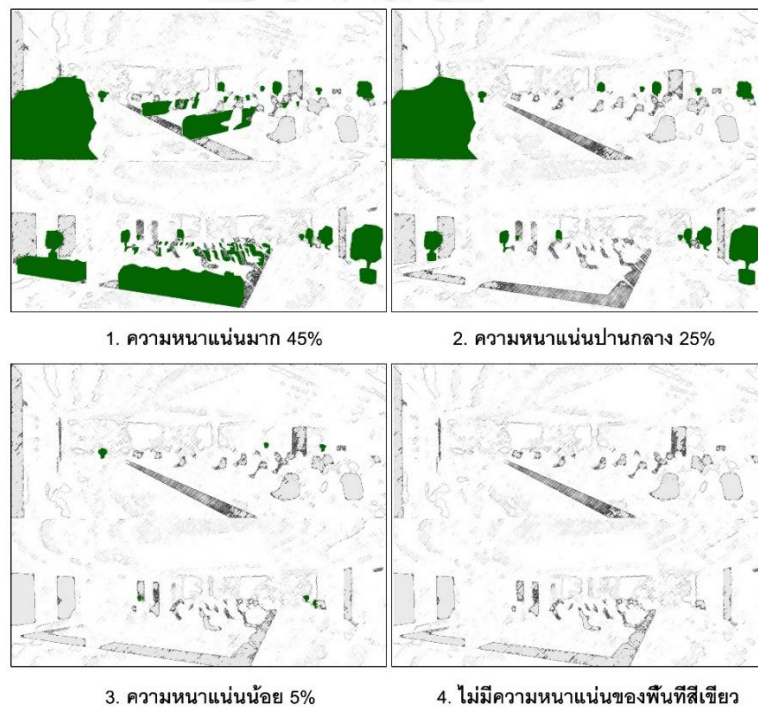 1. ความหนาแน่นมาก 45%
2. ความหนาแน่นปานกลาง 25%
3. ความหนาแน่นน้อย 5%
4. ไม่มีความหนาแน่นของพื้นที่สีเขียว